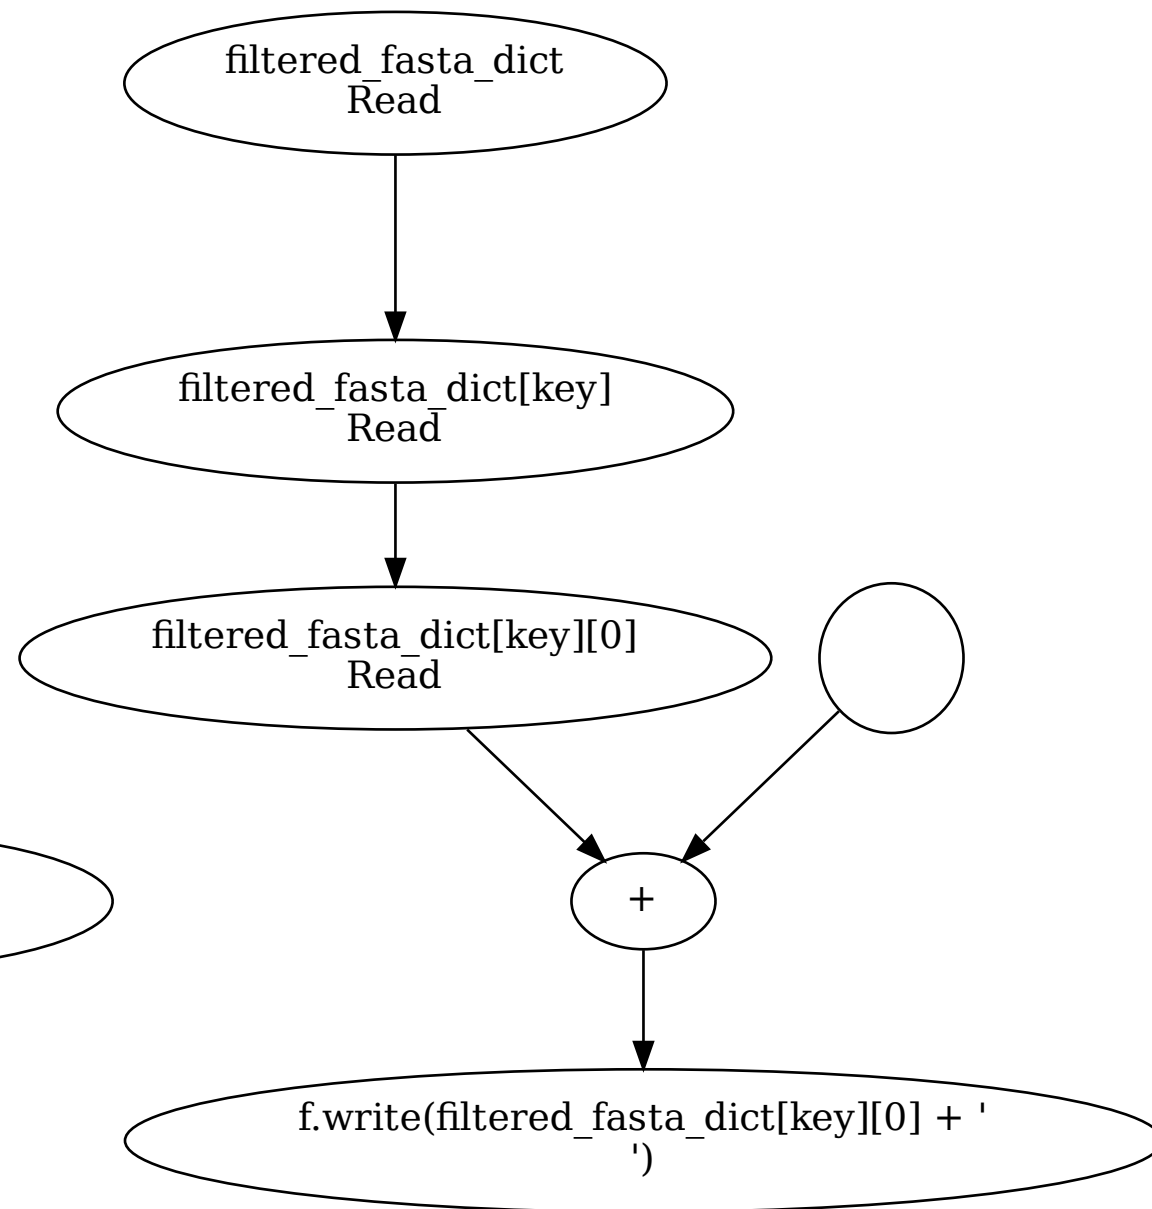 filtered_fasta_dict
Read
filtered_fasta_dict[key]
Read
filtered_fasta_dict[key][0]
Read
+
f.write(filtered_fasta_dict[key][0] + '
')